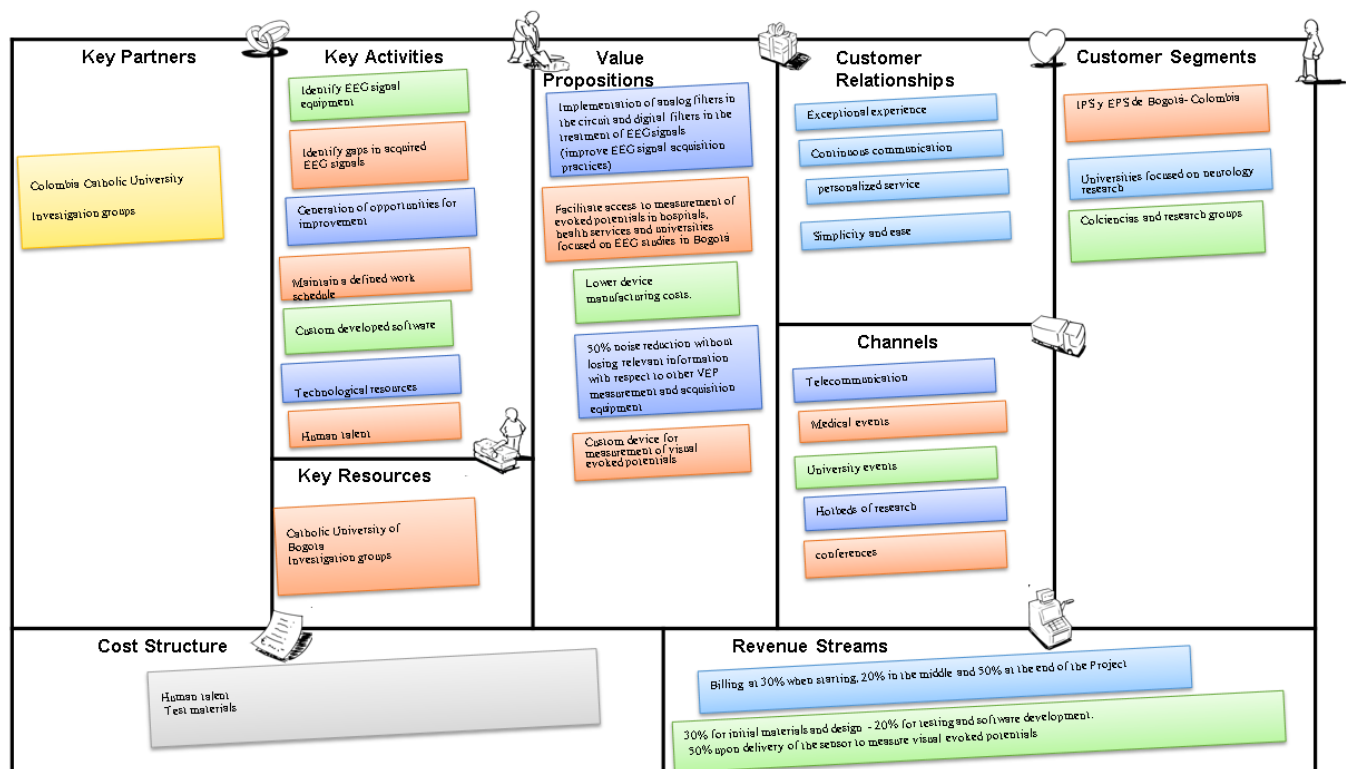 Key Partners
Colombia Catholic University
Investigation groups
Key Activities
Identify EEG signal
equipment
Identify gaps in acquired
EEG signals
Generation of opportunities for
improvement
Maintain a defined work
schedule
Custom developed software
Technological resources
Human talent
Key Resources
Catholic University of
Bogota
Investigation groups
Value
Propositions
Implementation of analog filters in
the circuit and digital filters in the
treatment of EEG signals
(improve EEG signal acquisition
practices)
Facilitate access to measurement of
evoked potentials in hospitals,
health services and universities
focused on EEG studies in Bogotá
Lower device
manufacturing costs.
50% noise reduction without
losing relevant information
with respect to other VEP
measurement and acquisition
equipment
Custom device for
measurement of visual
evoked potentials
Customer
Relationships
Exceptional experience
Continuous communication
personalized service
Simplicity and ease
Channels
Telecommunication
Medical events
University events
Hotbeds of research
conferences
Customer Segments
IPS y EPS de Bogotá- Colombia
Universities focused on neurology
research
Colciencias and research groups
Cost Structure
Human talent
Test materials
Revenue Streams
Billing at 30% when starting, 20% in the middle and 50% at the end of the Project
30% for initial materials and design - 20% for testing and software development.
50% upon delivery of the sensor to measure visual evoked potentials